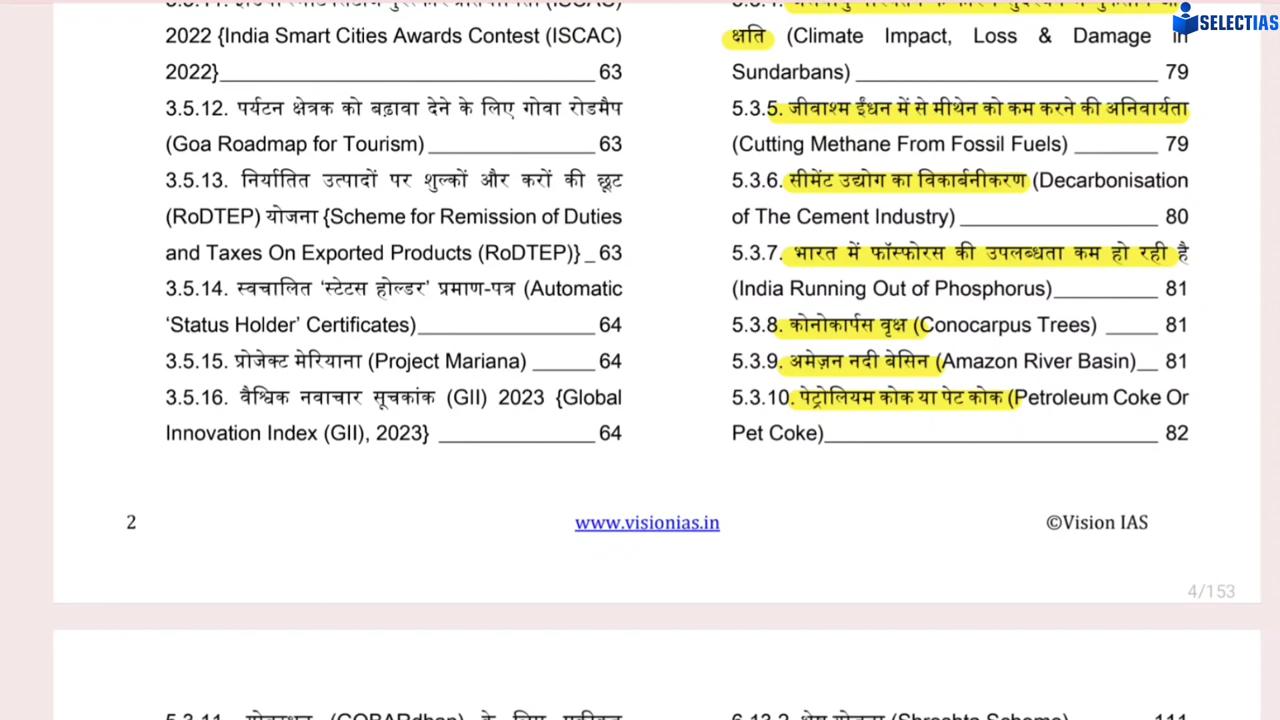 SELECTIAS
2022 {India Smart Cities Awards Contest (ISCAC)
2022} 63
3.5.12. पर्यटन क्षेत्रक को बढ़ावा देने के लिए गोवा रोडमैप
(Goa Roadmap for Tourism) 63
3.5.13. निर्यातित उत्पादों पर शुल्कों और करों की छूट
(RoDTEP) योजना {Scheme for Remission of Duties
and Taxes On Exported Products (RoDTEP)} _ 63
3.5.14. स्वचालित ‘स्टेटस होल्डर’ प्रमाण-पत्र (Automatic
‘Status Holder’ Certificates) 64
3.5.15. प्रोजेक्ट मेरियाना (Project Mariana) 64
3.5.16. वैश्विक नवाचार सूचकांक (GII) 2023 {Global
Innovation Index (GII), 2023} 64
क्षति (Climate Impact, Loss & Damage in
Sundarbans) 79
5.3.5. जीवाश्म ईंधन में से मीथेन को कम करने की अनिवार्यता
(Cutting Methane From Fossil Fuels) 79
5.3.6. सीमेंट उद्योग का विकार्बनीकरण (Decarbonisation
of The Cement Industry) 80
5.3.7. भारत में फॉस्फोरस की उपलब्धता कम हो रही है
(India Running Out of Phosphorus) 81
5.3.8. कोनोकार्पस वृक्ष (Conocarpus Trees) 81
5.3.9. अमेज़न नदी बेसिन (Amazon River Basin) 81
5.3.10. पेट्रोलियम कोक या पेट कोक (Petroleum Coke Or
Pet Coke) 82
2 www.visionias.in ©Vision IAS
4/153